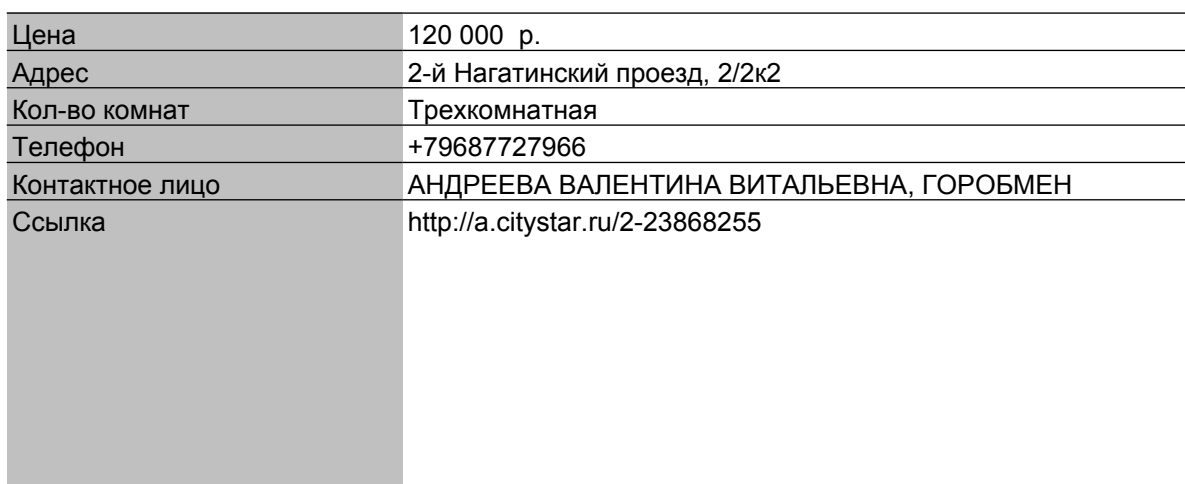 Цена 120 000 р.
Адрес 2-й Нагатинский проезд, 2/2к2
Кол-во комнат Трехкомнатная
Телефон +79687727966
Контактное лицо АНДРЕЕВА ВАЛЕНТИНА ВИТАЛЬЕВНА, ГОРОБМЕН
Ссылка http://a.citystar.ru/2-23868255